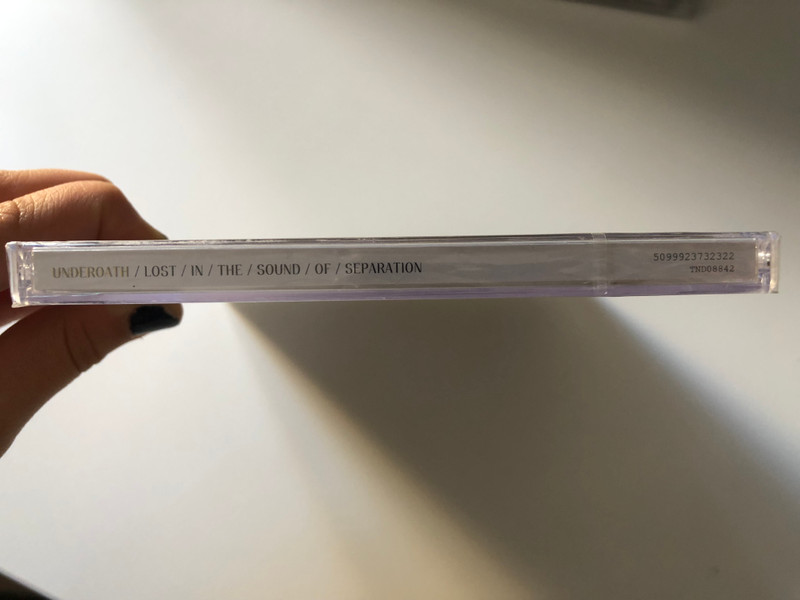 UNDEROATH / LOST / IN / THE / SOUND / OF / SEPARATION
5099923732322
TND08842